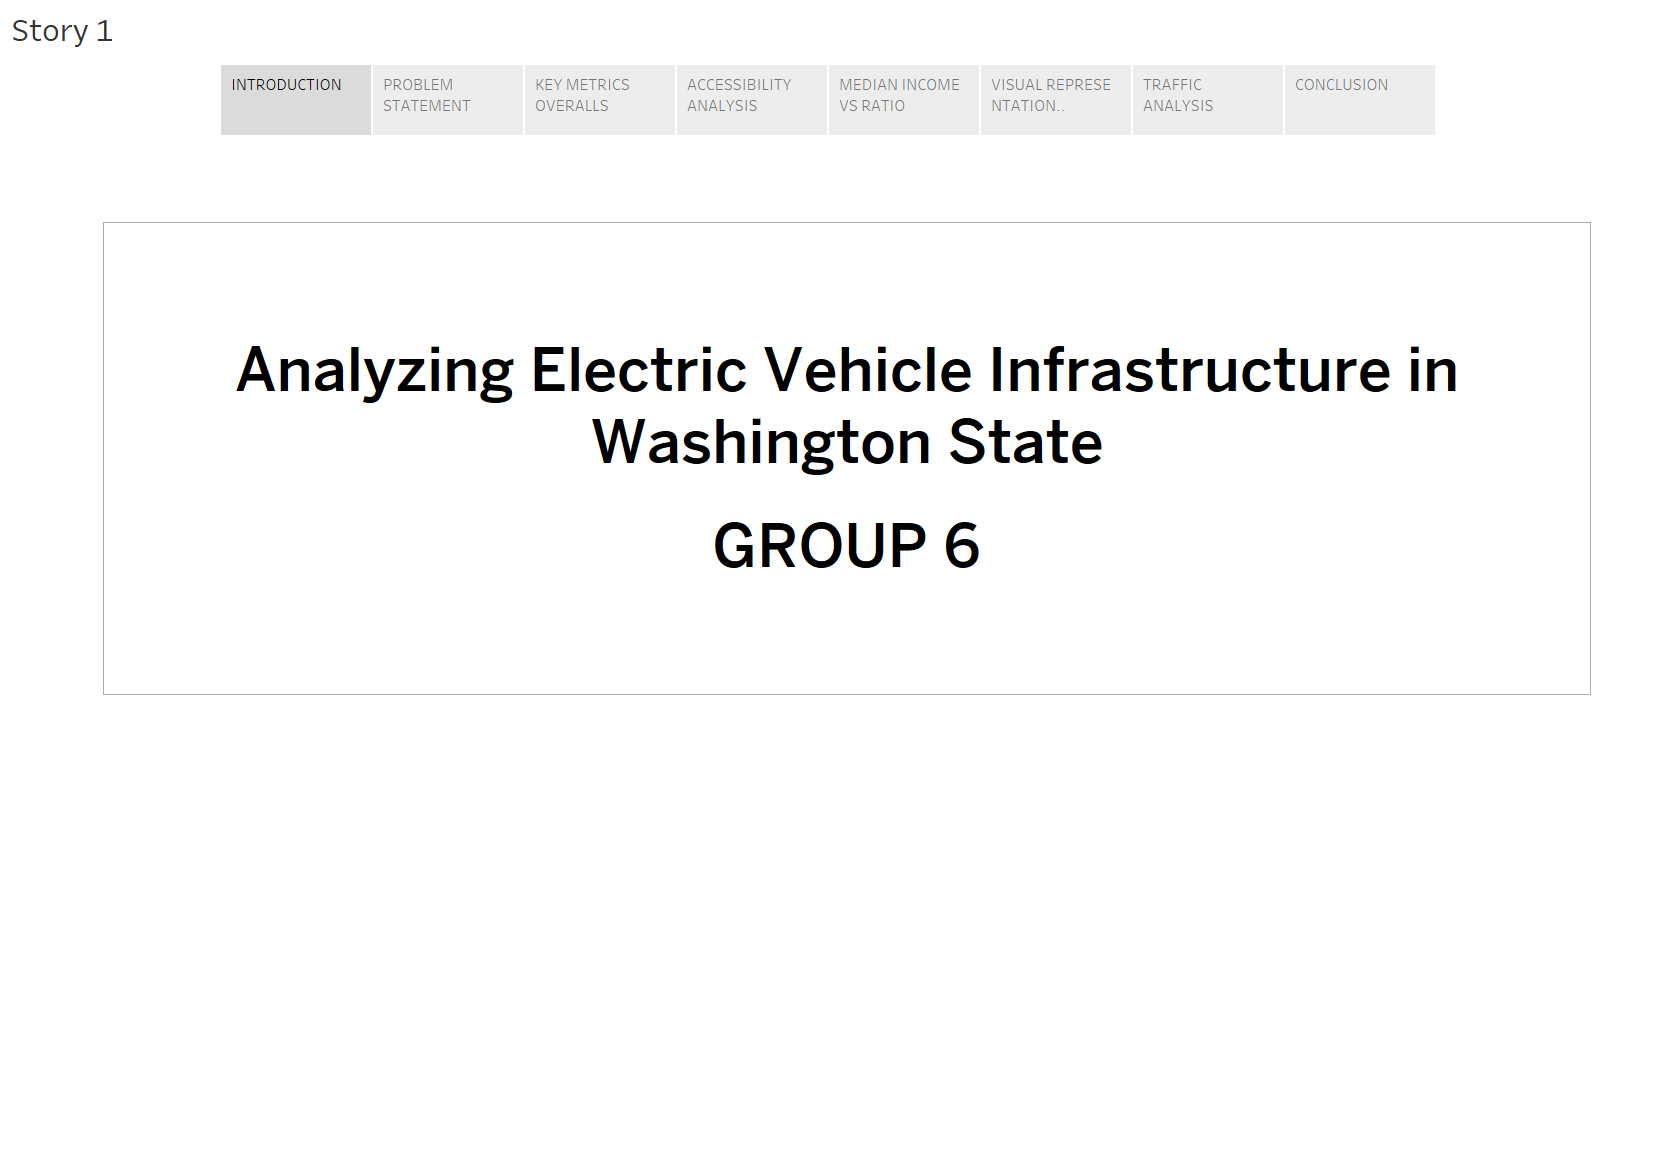 Story 1
INTRODUCTION
PROBLEM
STATEMENT
KEY METRICS
OVERALLS
ACCESSIBILITY
ANALYSIS
MEDIAN INCOME
VS RATIO
VISUAL REPRESE
NTATION..
TRAFFIC
ANALYSIS
CONCLUSION
Analyzing Electric Vehicle Infrastructure in
Washington State
GROUP 6